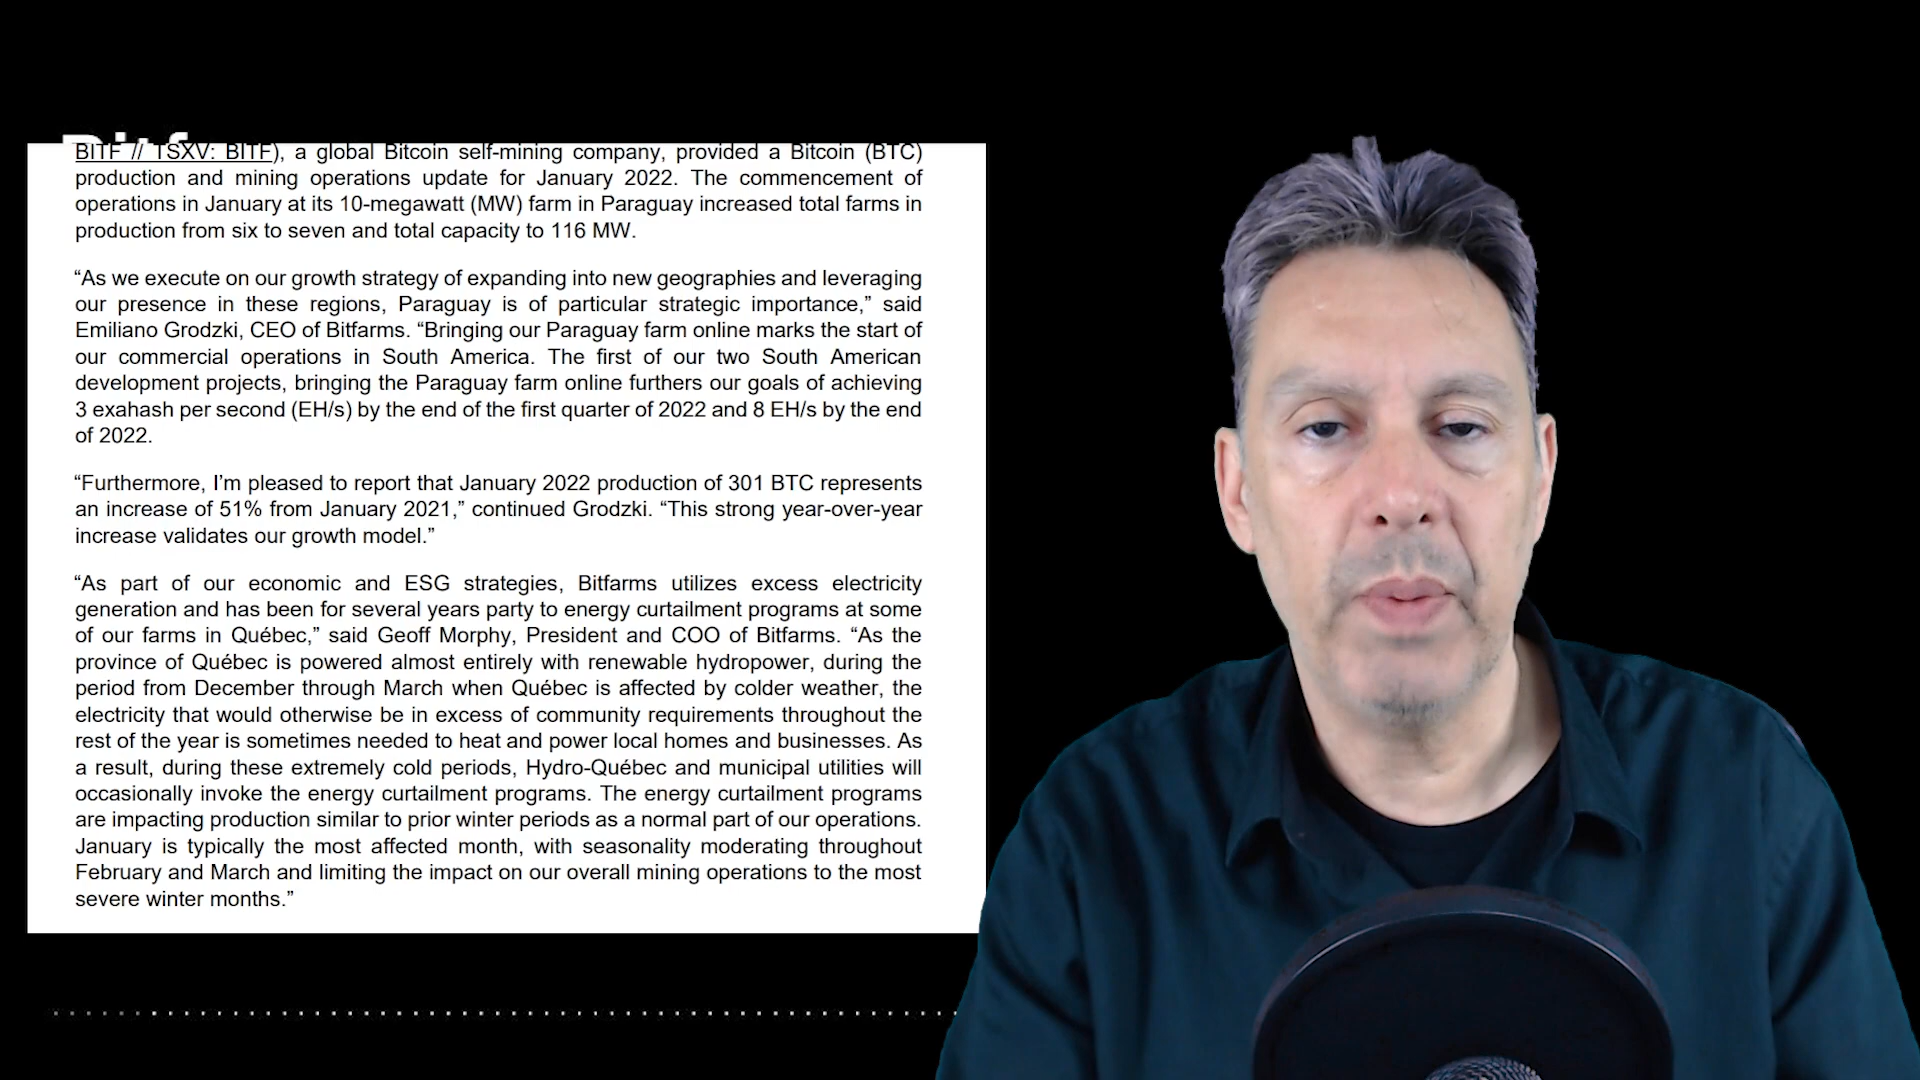 BITF // TSXV: BITF), a global Bitcoin self-mining company, provided a Bitcoin (BTC)
production and mining operations update for January 2022. The commencement of
operations in January at its 10-megawatt (MW) farm in Paraguay increased total farms in
production from six to seven and total capacity to 116 MW.
“As we execute on our growth strategy of expanding into new geographies and leveraging
our presence in these regions, Paraguay is of particular strategic importance,” said
Emiliano Grodzki, CEO of Bitfarms. “Bringing our Paraguay farm online marks the start of
our commercial operations in South America. The first of our two South American
development projects, bringing the Paraguay farm online furthers our goals of achieving
3 exahash per second (EH/s) by the end of the first quarter of 2022 and 8 EH/s by the end
of 2022.
“Furthermore, I’m pleased to report that January 2022 production of 301 BTC represents
an increase of 51% from January 2021,” continued Grodzki. “This strong year-over-year
increase validates our growth model.”
“As part of our economic and ESG strategies, Bitfarms utilizes excess electricity
generation and has been for several years party to energy curtailment programs at some
of our farms in Québec,” said Geoff Morphy, President and COO of Bitfarms. “As the
province of Québec is powered almost entirely with renewable hydropower, during the
period from December through March when Québec is affected by colder weather, the
electricity that would otherwise be in excess of community requirements throughout the
rest of the year is sometimes needed to heat and power local homes and businesses. As
a result, during these extremely cold periods, Hydro-Québec and municipal utilities will
occasionally invoke the energy curtailment programs. The energy curtailment programs
are impacting production similar to prior winter periods as a normal part of our operations.
January is typically the most affected month, with seasonality moderating throughout
February and March and limiting the impact on our overall mining operations to the most
severe winter months.”